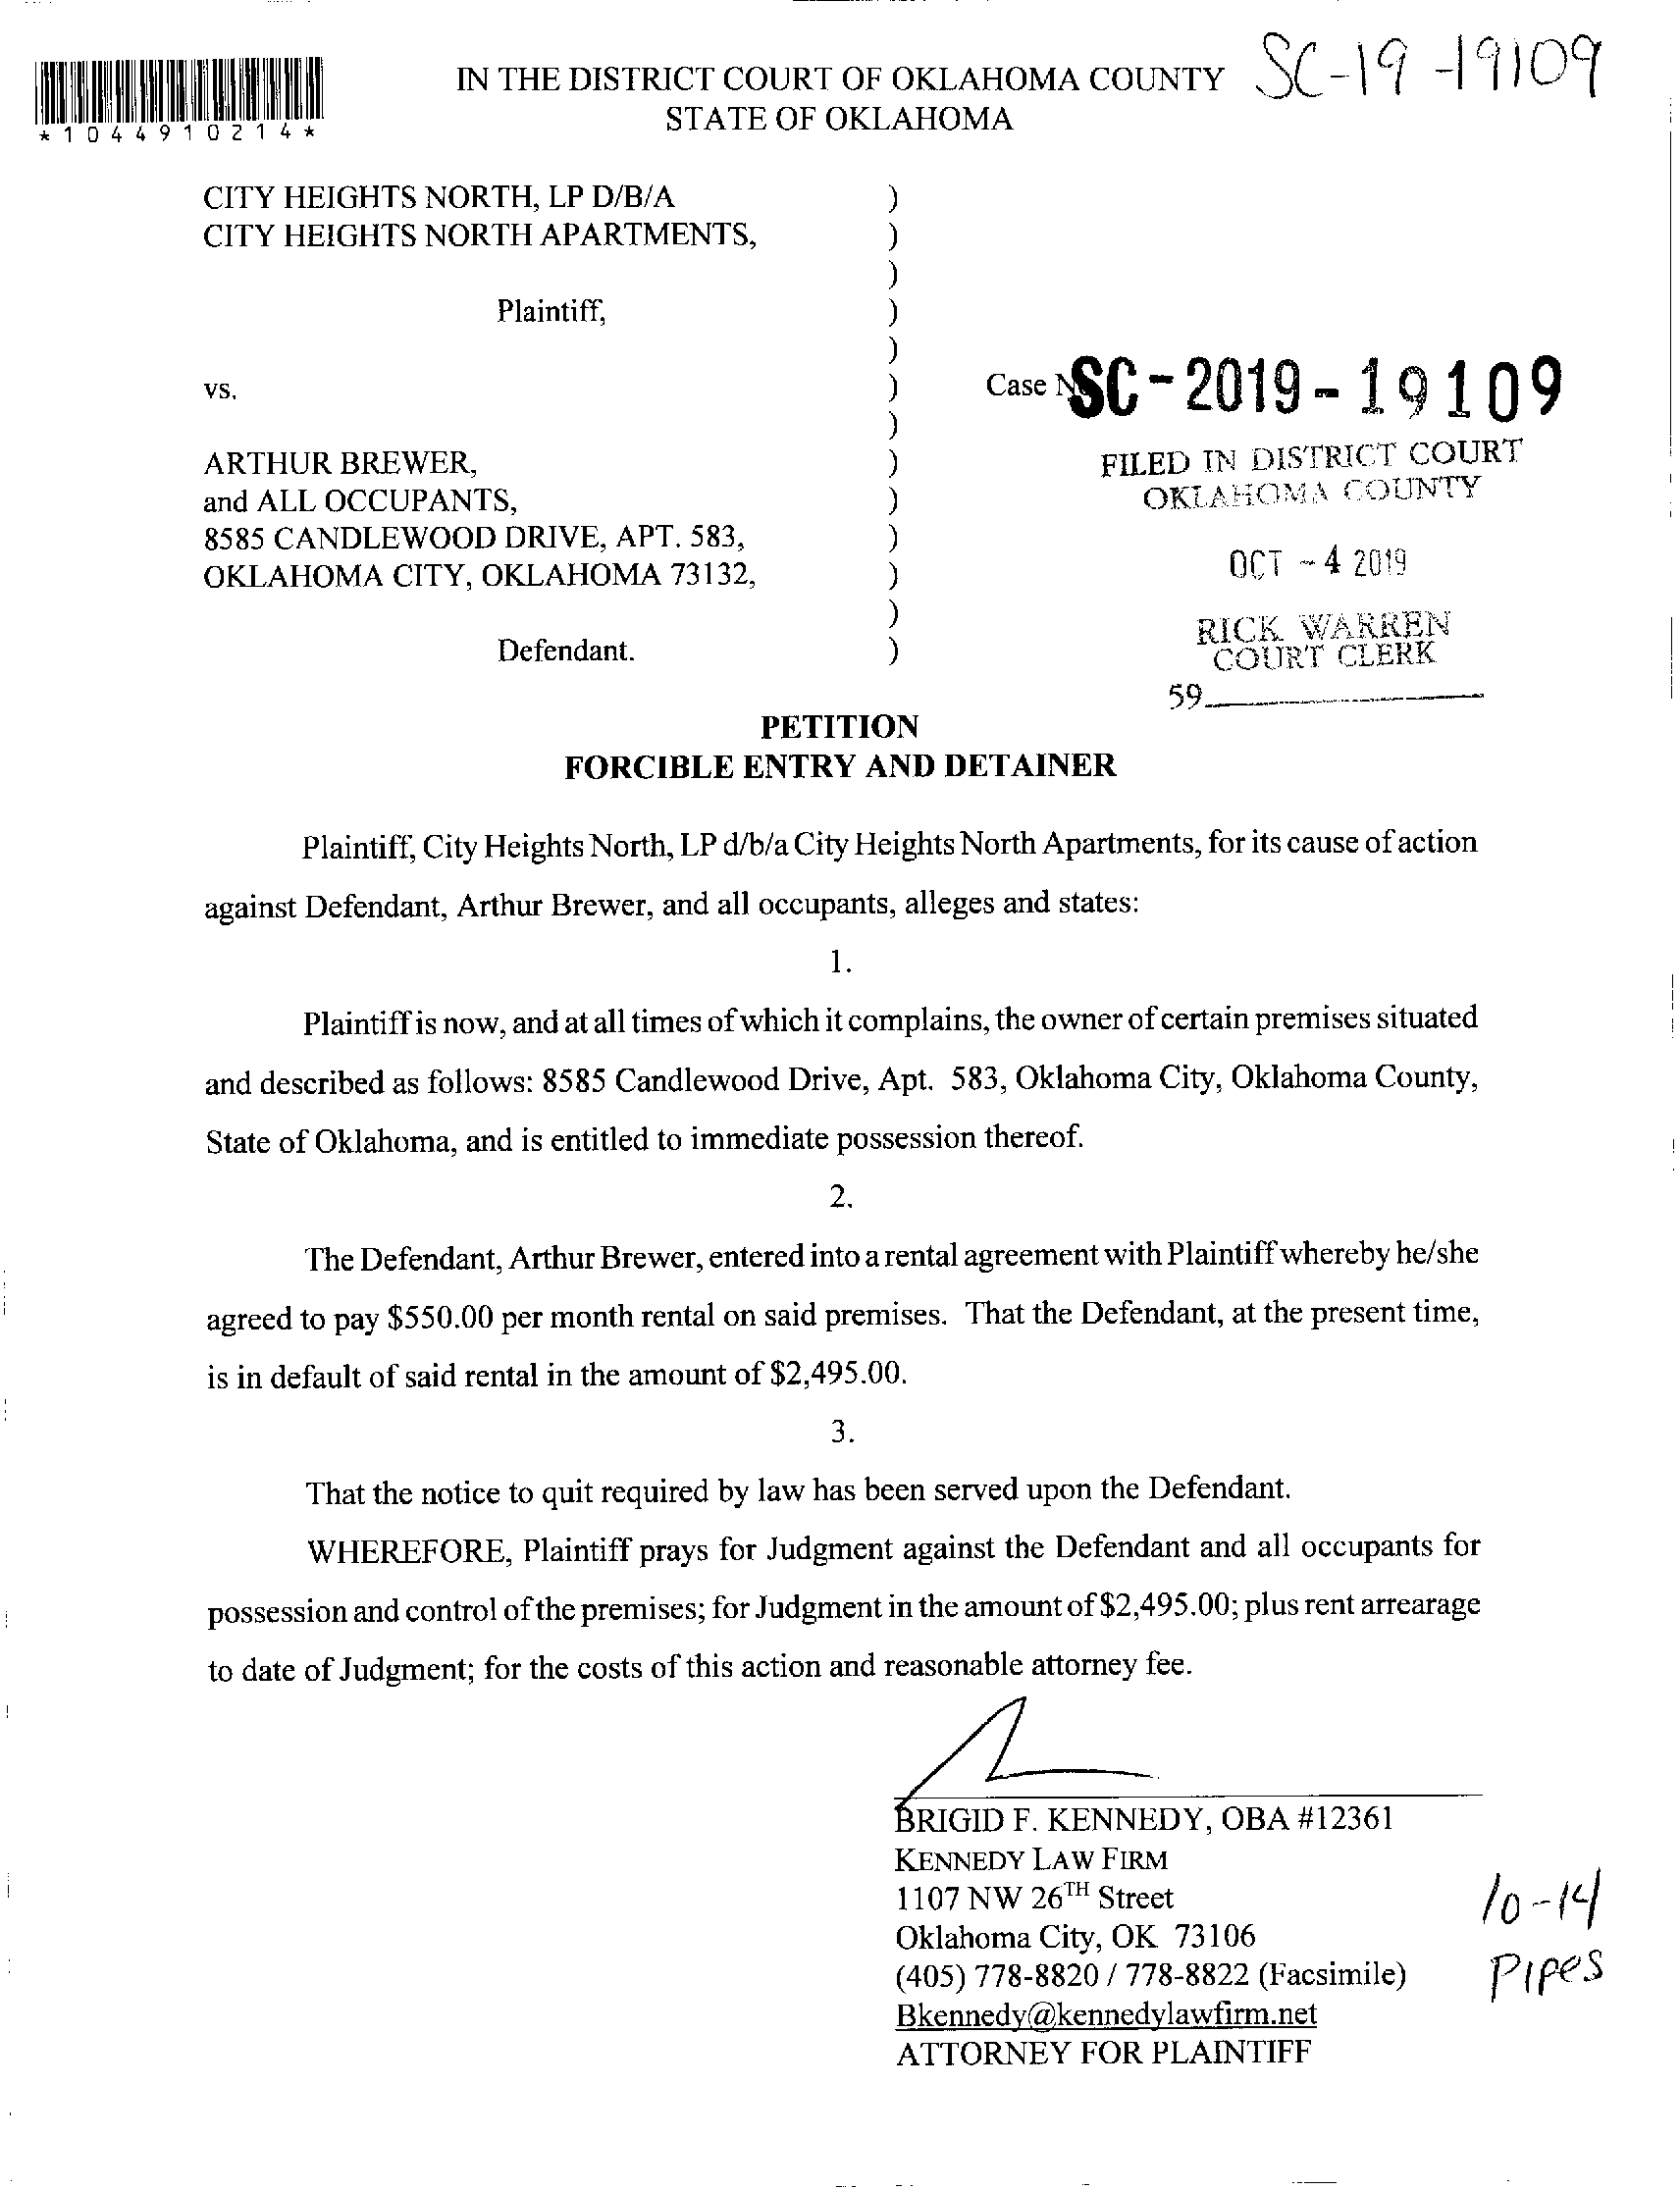 SC-19-19109
*1044910214*
IN THE DISTRICT COURT OF OKLAHOMA COUNTY
STATE OF OKLAHOMA
CITY HEIGHTS NORTH, LP D/B/A )
CITY HEIGHTS NORTH APARTMENTS, )
)
Plaintiff, )
)
vs. ) Case No SC-2019-19109
)
ARTHUR BREWER, )
and ALL OCCUPANTS, )
8585 CANDLEWOOD DRIVE, APT. 583, )
OKLAHOMA CITY, OKLAHOMA 73132, )
)
Defendant. )
FILED IN DISTRICT COURT
OKLAHOMA COUNTY
OCT -4 2019
RICK WARREN
COURT CLERK
59
PETITION
FORCIBLE ENTRY AND DETAINER
Plaintiff, City Heights North, LP d/b/a City Heights North Apartments, for its cause of action
against Defendant, Arthur Brewer, and all occupants, alleges and states:
1.
Plaintiff is now, and at all times of which it complains, the owner of certain premises situated
and described as follows: 8585 Candlewood Drive, Apt. 583, Oklahoma City, Oklahoma County,
State of Oklahoma, and is entitled to immediate possession thereof.
2.
The Defendant, Arthur Brewer, entered into a rental agreement with Plaintiff whereby he/she
agreed to pay $550.00 per month rental on said premises. That the Defendant, at the present time,
is in default of said rental in the amount of $2,495.00.
3.
That the notice to quit required by law has been served upon the Defendant.
WHEREFORE, Plaintiff prays for Judgment against the Defendant and all occupants for
possession and control of the premises; for Judgment in the amount of $2,495.00; plus rent arrearage
to date of Judgment; for the costs of this action and reasonable attorney fee.
BRIGID F. KENNEDY, OBA #12361
KENNEDY LAW FIRM
1107 NW 26TH Street
Oklahoma City, OK 73106
(405) 778-8820 / 778-8822 (Facsimile)
Bkennedy@kennedylawfirm.net
ATTORNEY FOR PLAINTIFF
10-14
Pipes